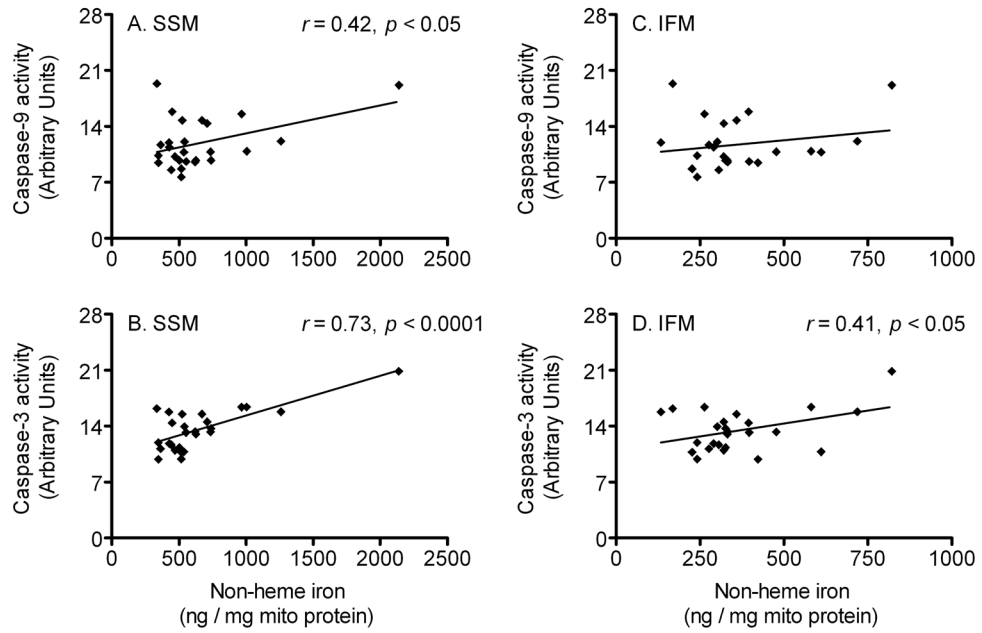 A. SSM
r = 0.42, p < 0.05
Caspase-9 activity
(Arbitrary Units)
28
21
14
7
0
0 500 1000 1500 2000 2500
C. IFM
Caspase-9 activity
(Arbitrary Units)
28
21
14
7
0
0 250 500 750 1000
B. SSM
r = 0.73, p < 0.0001
Caspase-3 activity
(Arbitrary Units)
28
21
14
7
0
0 500 1000 1500 2000 2500
Non-heme iron
(ng / mg mito protein)
D. IFM
r = 0.41, p < 0.05
Caspase-3 activity
(Arbitrary Units)
28
21
14
7
0
0 250 500 750 1000
Non-heme iron
(ng / mg mito protein)